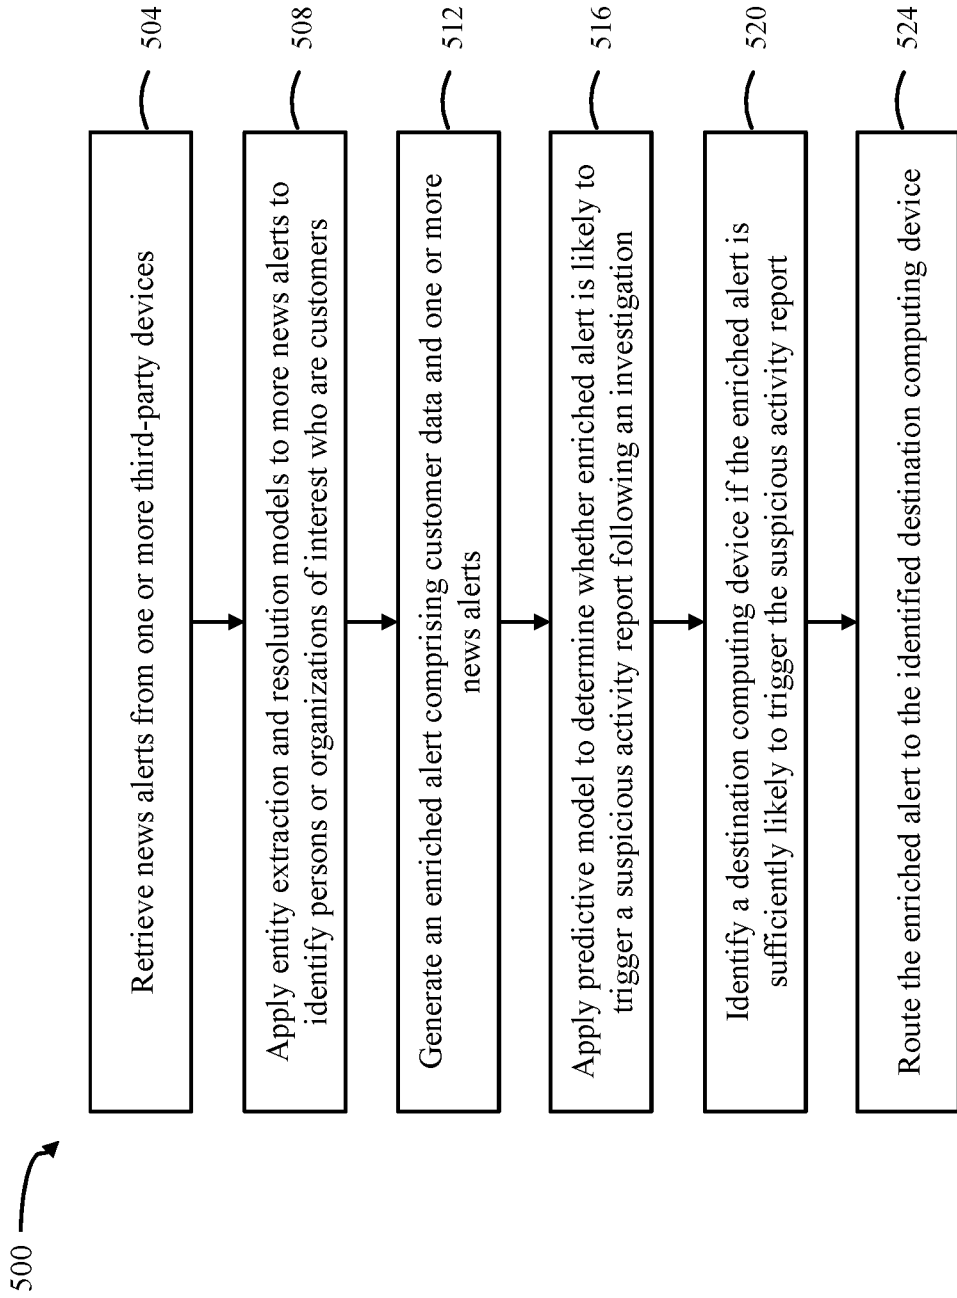 500
Retrieve news alerts from one or more third-party devices
504
Apply entity extraction and resolution models to more news alerts to
identify persons or organizations of interest who are customers
508
Generate an enriched alert comprising customer data and one or more
news alerts
512
Apply predictive model to determine whether enriched alert is likely to
trigger a suspicious activity report following an investigation
516
Identify a destination computing device if the enriched alert is
sufficiently likely to trigger the suspicious activity report
520
Route the enriched alert to the identified destination computing device
524